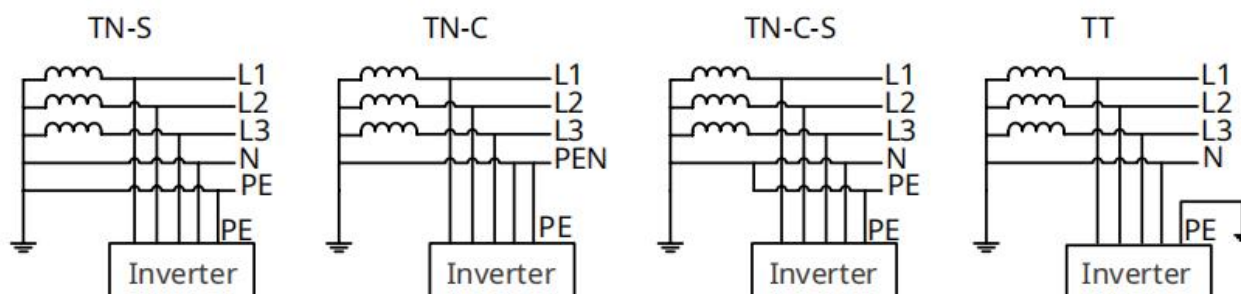 TN-S TN-C TN-C-S TT
L1 L1 L1 L1
L2 L2 L2 L2
L3 L3 L3 L3
N PEN N N
PE PE
PE PE PE PE
Inverter Inverter Inverter Inverter